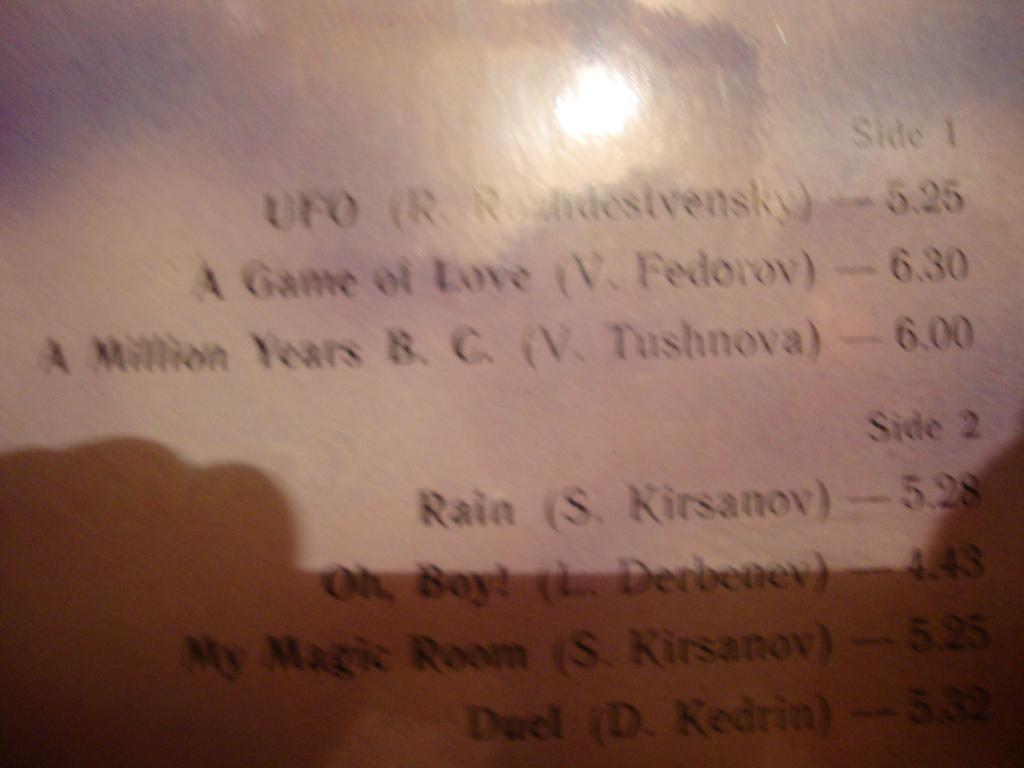 Side 1
UFO (R. Rozhdestvensky) — 5.25
A Game of Love (V. Fedorov) — 6.30
A Million Years B. C. (V. Tushnova) — 6.00
Side 2
Rain (S. Kirsanov) — 5.28
Oh, Boy! (L. Derbenev) — 4.43
My Magic Room (S. Kirsanov) — 5.25
Duel (D. Kedrin) — 5.32